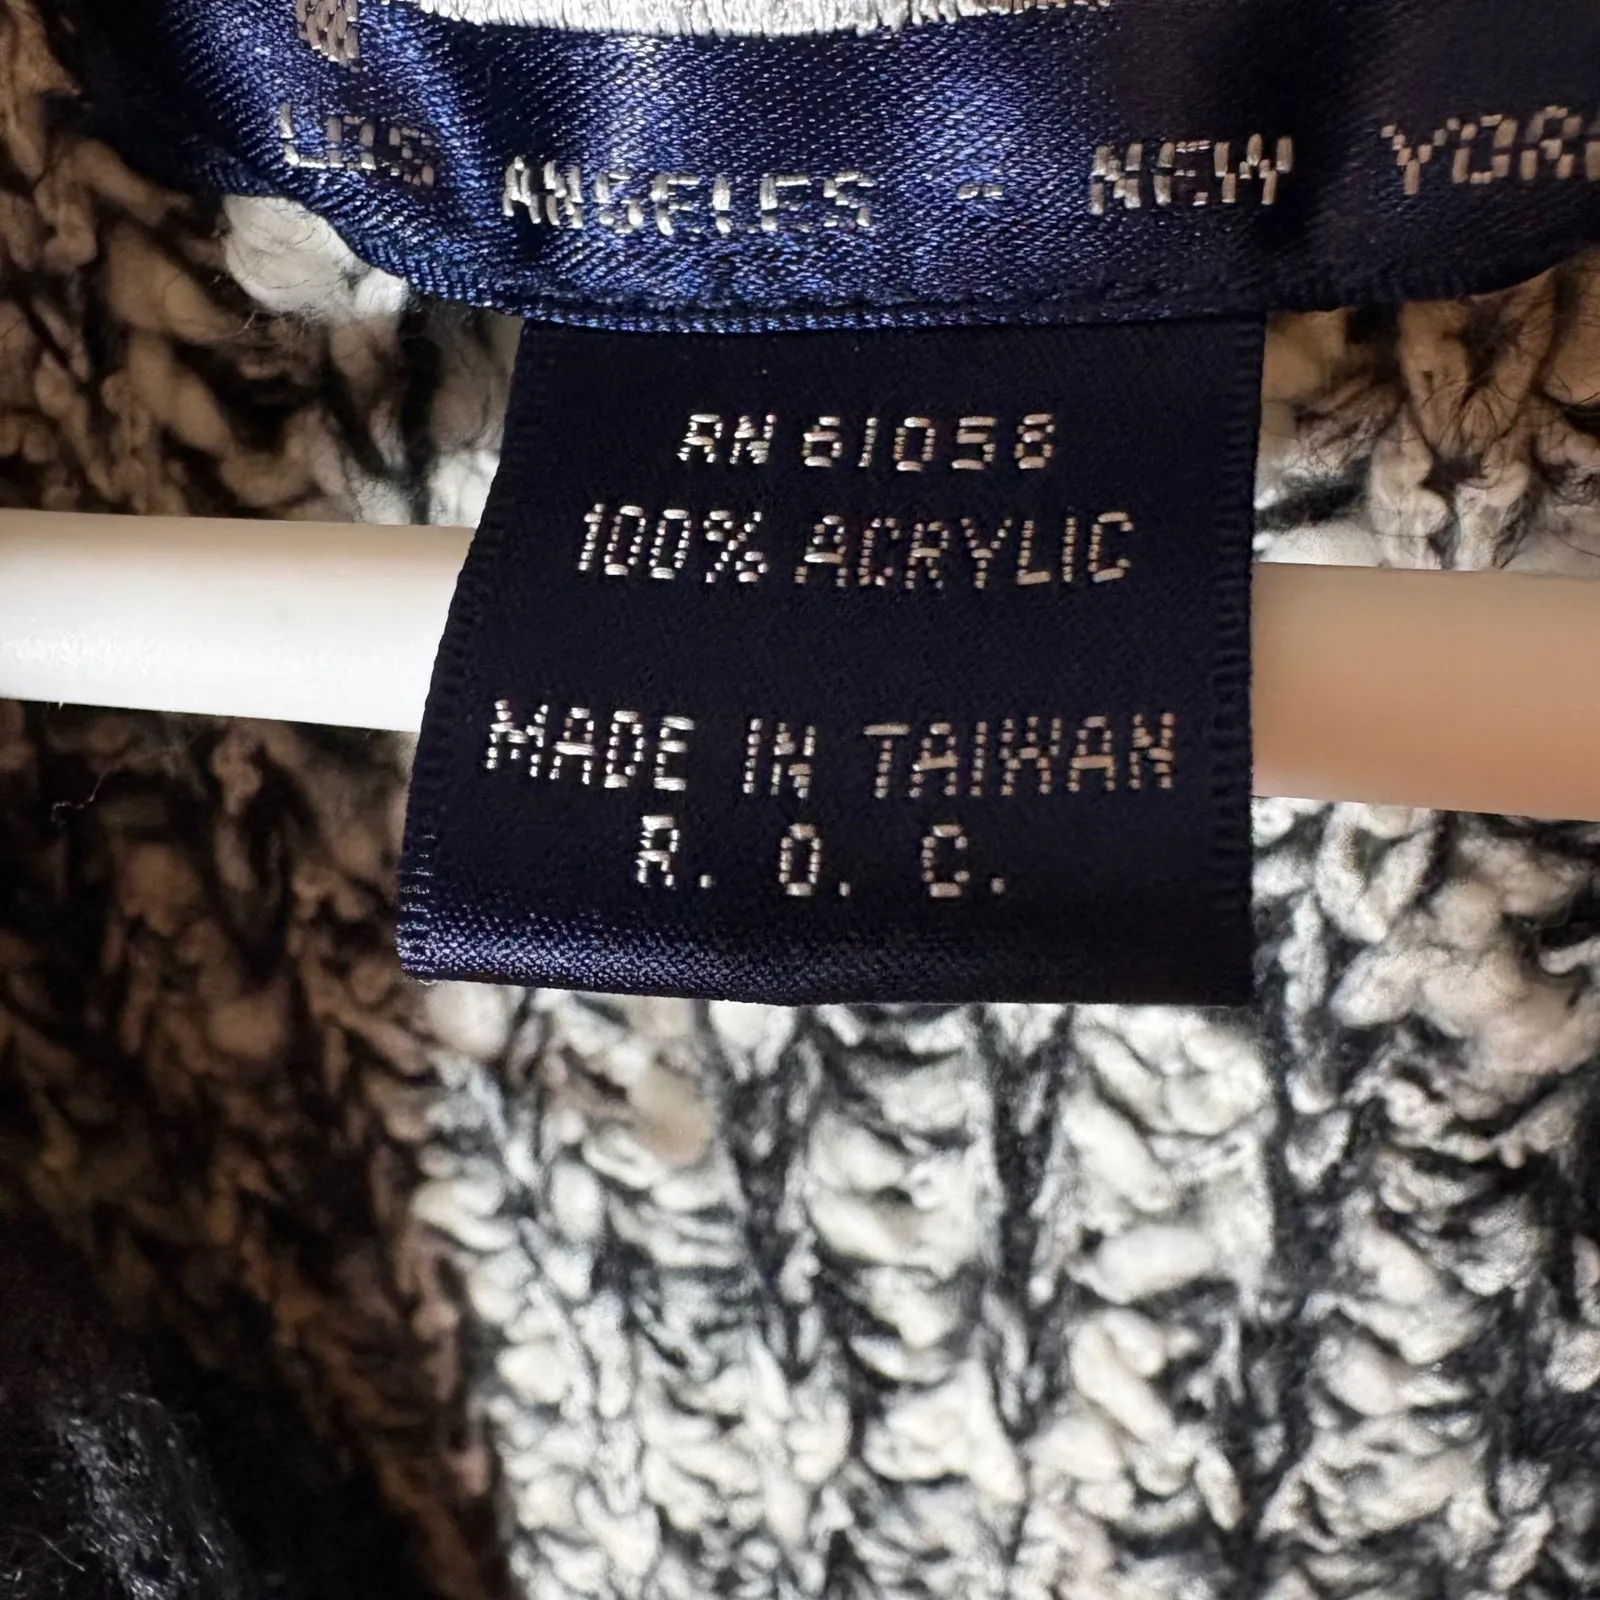 LOS ANGELES - NEW YORK
RN 61058
100% ACRYLIC
MADE IN TAIWAN
R. O. C.